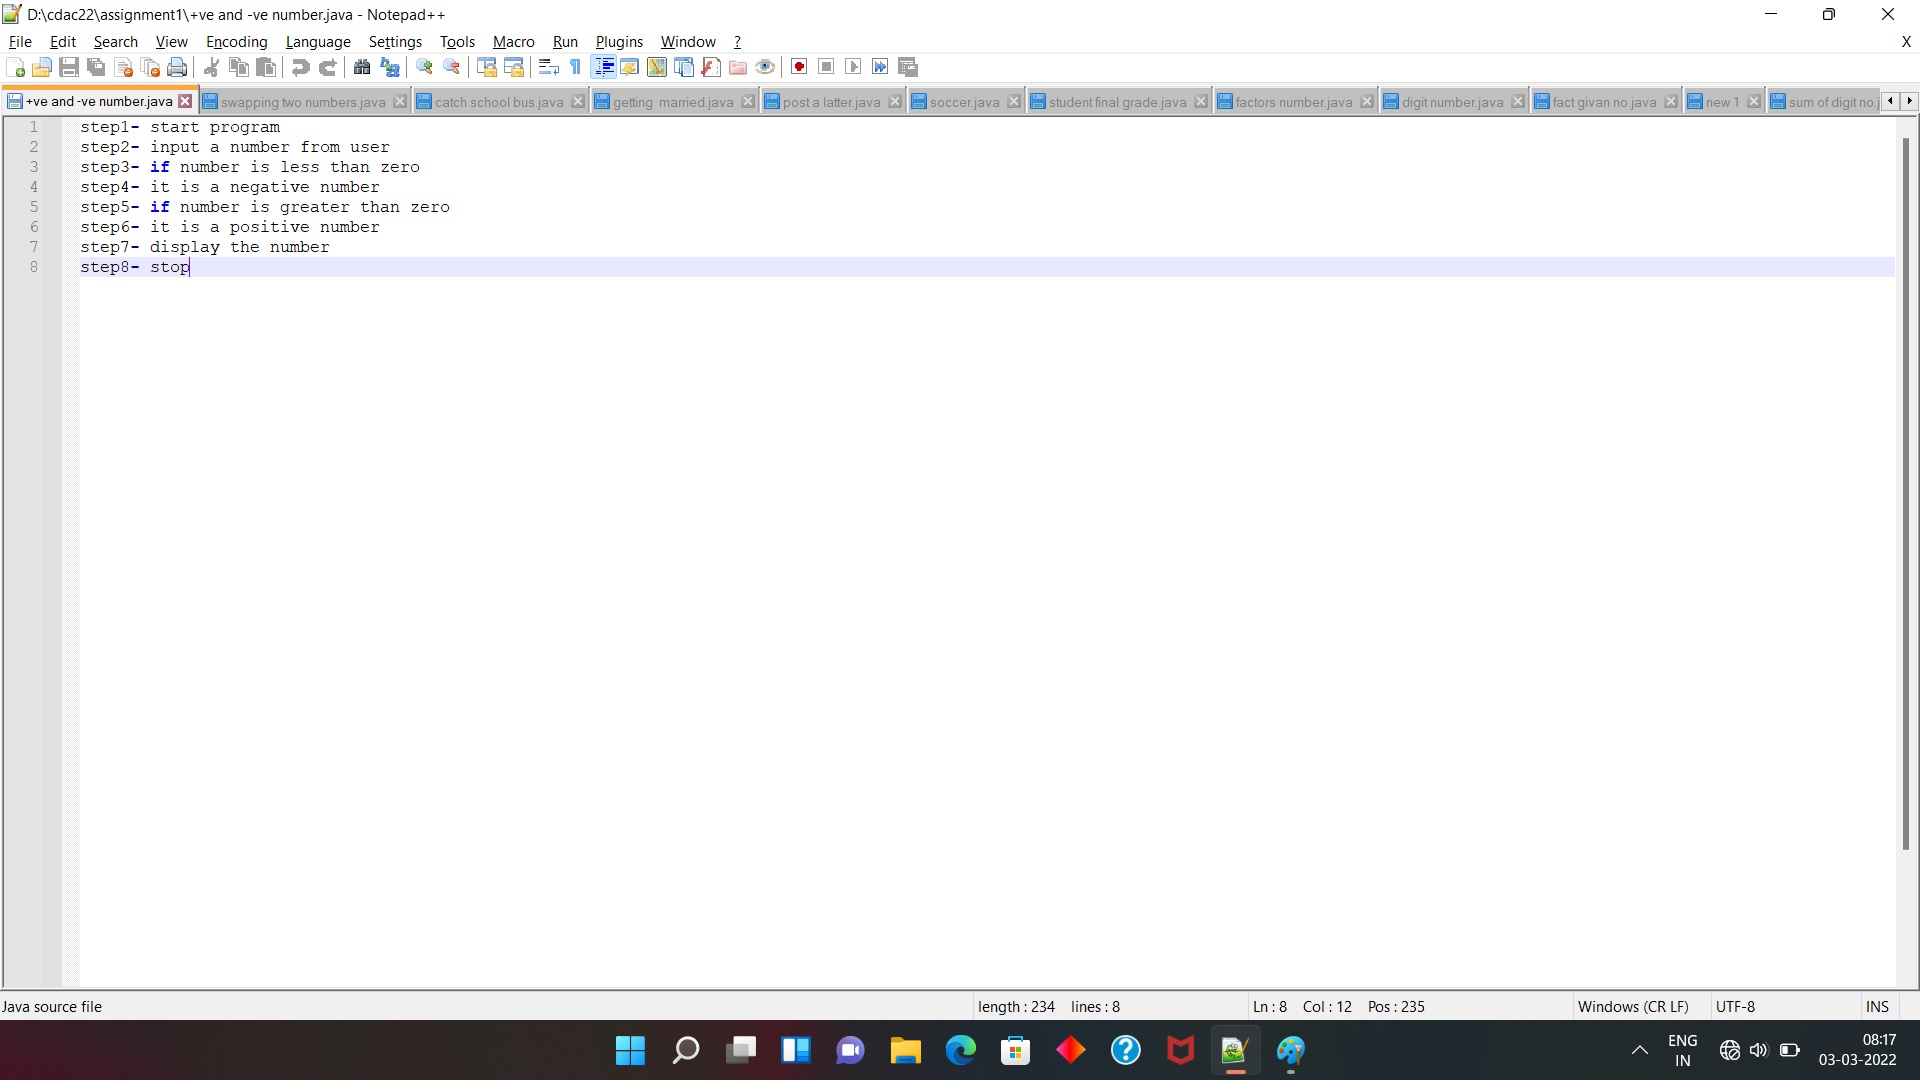 D:\cdac22\assignment1\+ve and -ve number.java - Notepad++
File Edit Search View Encoding Language Settings Tools Macro Run Plugins Window ? X
+ve and -ve number.java swapping two numbers.java catch school bus.java getting married.java post a latter.java soccer.java student final grade.java factors number.java digit number.java fact givan no.java new 1 sum of digit no.j
1 step1- start program
2 step2- input a number from user
3 step3- if number is less than zero
4 step4- it is a negative number
5 step5- if number is greater than zero
6 step6- it is a positive number
7 step7- display the number
8 step8- stop
Java source file length : 234 lines : 8 Ln : 8 Col : 12 Pos : 235 Windows (CR LF) UTF-8 INS
ENG 08:17
IN 03-03-2022